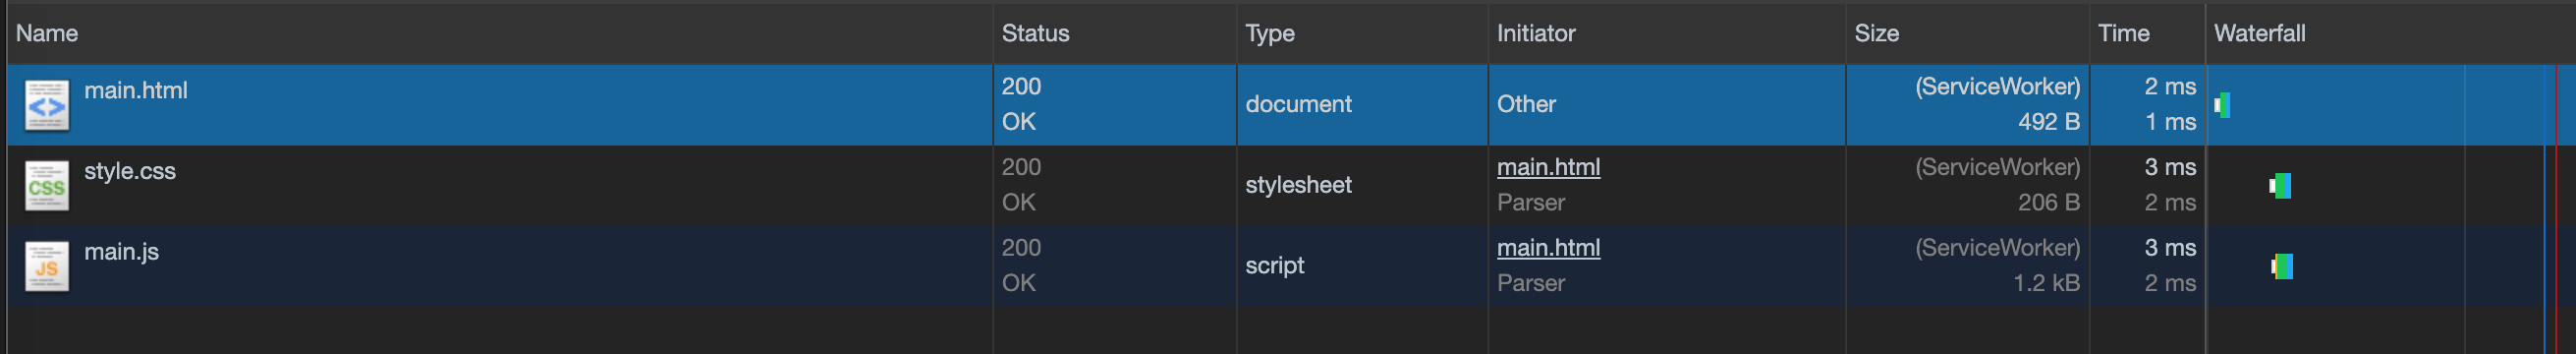 Name Status Type Initiator Size Time Waterfall
<> main.html 200 OK document Other (ServiceWorker) 492 B 2 ms 1 ms
CSS style.css 200 OK stylesheet main.html Parser (ServiceWorker) 206 B 3 ms 2 ms
JS main.js 200 OK script main.html Parser (ServiceWorker) 1.2 kB 3 ms 2 ms